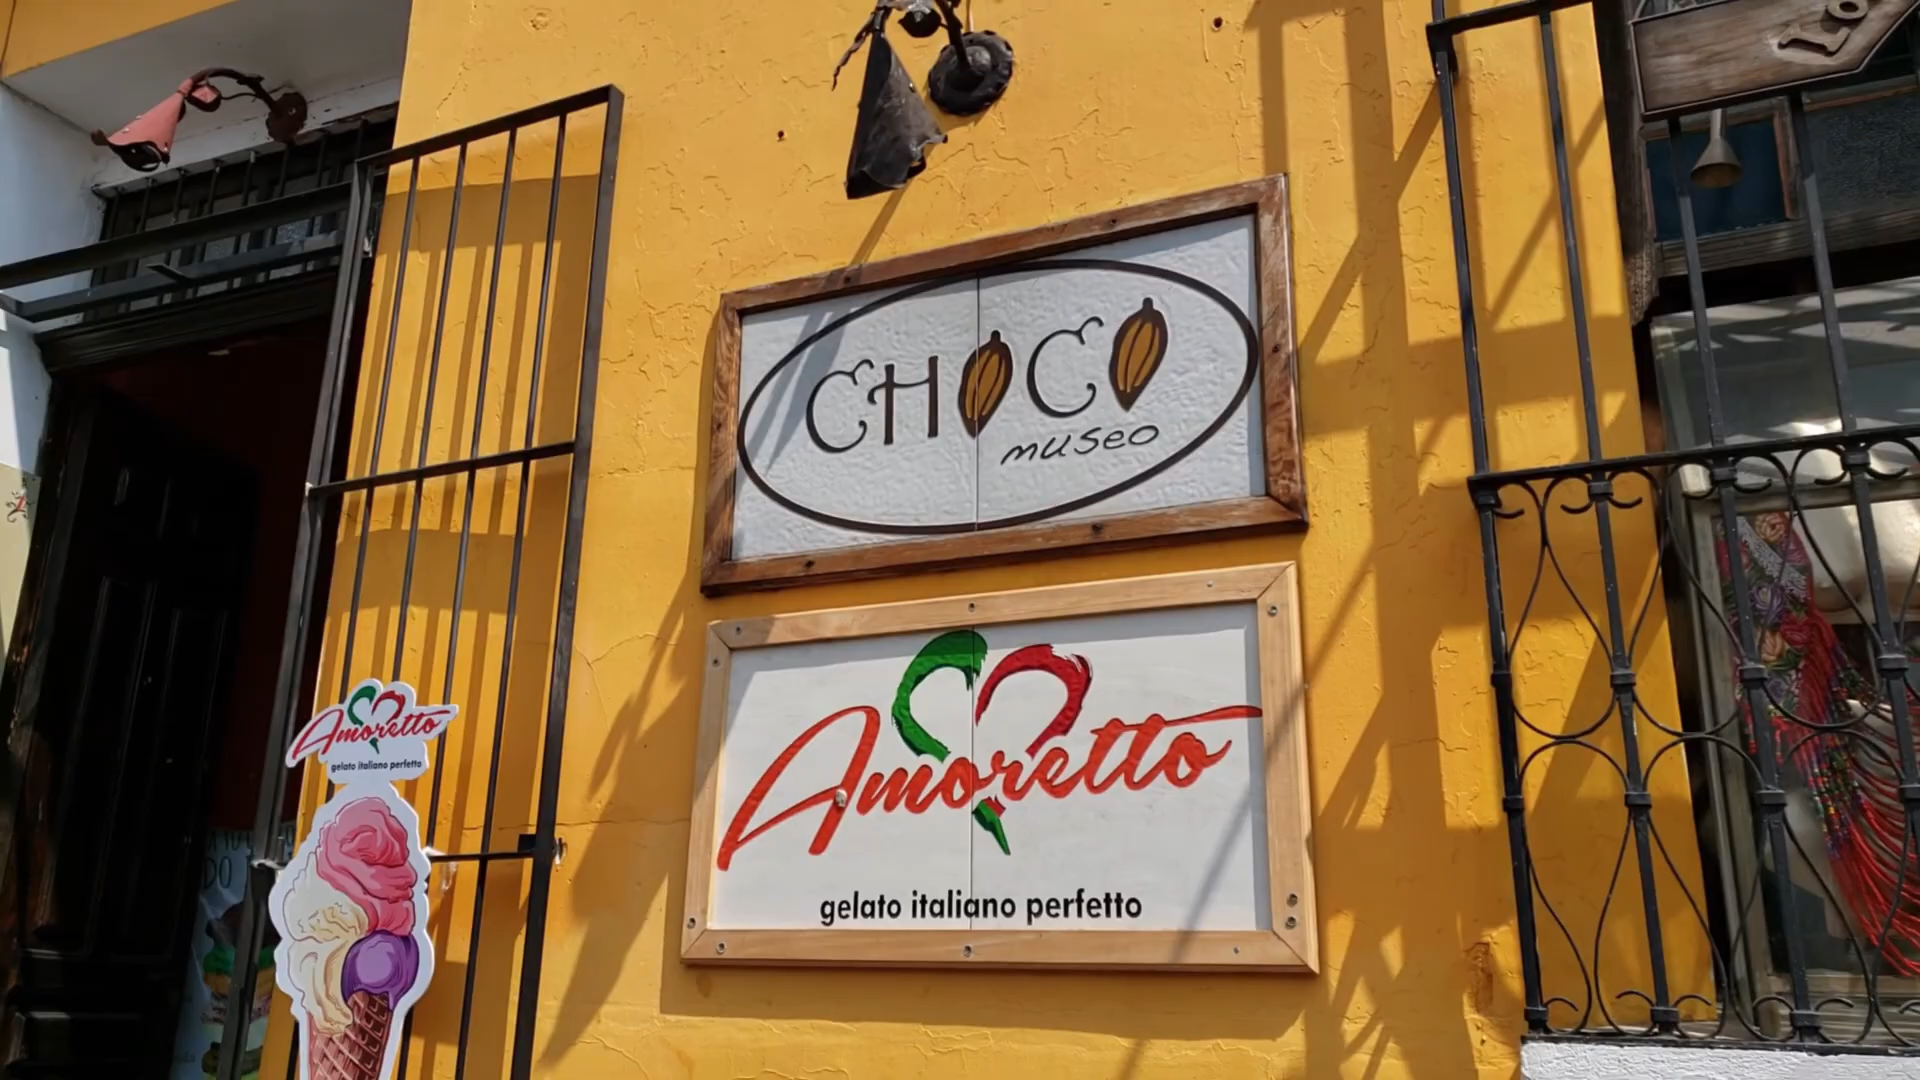 CHOCO
museo
Amoretto
gelato italiano perfetto
Amoretto
gelato italiano perfetto